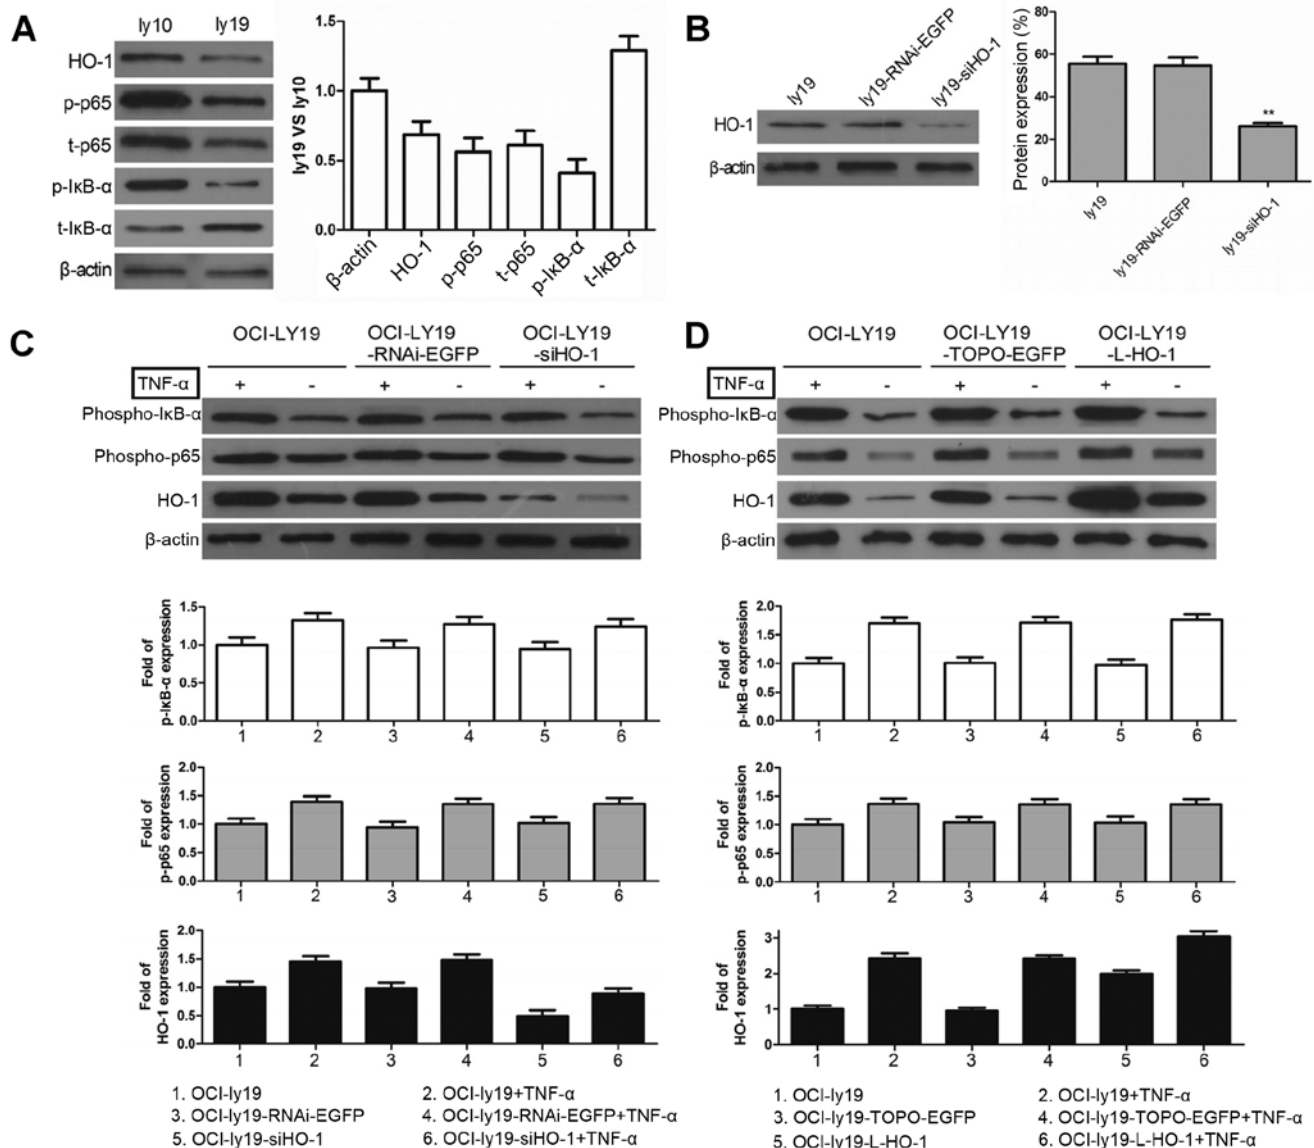 A
ly10 ly19
HO-1
p-p65
t-p65
p-IκB-α
t-IκB-α
β-actin
ly19 VS ly10
1.5
1.0
0.5
0.0
β-actin HO-1 p-p65 t-p65 p-IκB-α t-IκB-α
B
ly19 ly19-RNAi-EGFP ly19-siHO-1
HO-1
β-actin
Protein expression (%)
80
60
40
20
0
**
ly19 ly19-RNAi-EGFP ly19-siHO-1
C
OCI-LY19 OCI-LY19 OCI-LY19
-RNAi-EGFP -siHO-1
TNF-α + - + - + -
Phospho-IκB-α
Phospho-p65
HO-1
β-actin
Fold of
p-IκB-α expression
1.5
1.0
0.5
0.0
1 2 3 4 5 6
Fold of
p-p65 expression
2.0
1.5
1.0
0.5
0.0
1 2 3 4 5 6
Fold of
HO-1 expression
2.0
1.5
1.0
0.5
0.0
1 2 3 4 5 6
1. OCI-ly19 2. OCI-ly19+TNF-α
3. OCI-ly19-RNAi-EGFP 4. OCI-ly19-RNAi-EGFP+TNF-α
5. OCI-ly19-siHO-1 6. OCI-ly19-siHO-1+TNF-α
D
OCI-LY19 OCI-LY19 OCI-LY19
-TOPO-EGFP -L-HO-1
TNF-α + - + - + -
Phospho-IκB-α
Phospho-p65
HO-1
β-actin
Fold of
p-IκB-α expression
2.0
1.5
1.0
0.5
0.0
1 2 3 4 5 6
Fold of
p-p65 expression
2.0
1.5
1.0
0.5
0.0
1 2 3 4 5 6
Fold of
HO-1 expression
3
2
1
0
1 2 3 4 5 6
1. OCI-ly19 2. OCI-ly19+TNF-α
3. OCI-ly19-TOPO-EGFP 4. OCI-ly19-TOPO-EGFP+TNF-α
5. OCI-ly19-L-HO-1 6. OCI-ly19-L-HO-1+TNF-α